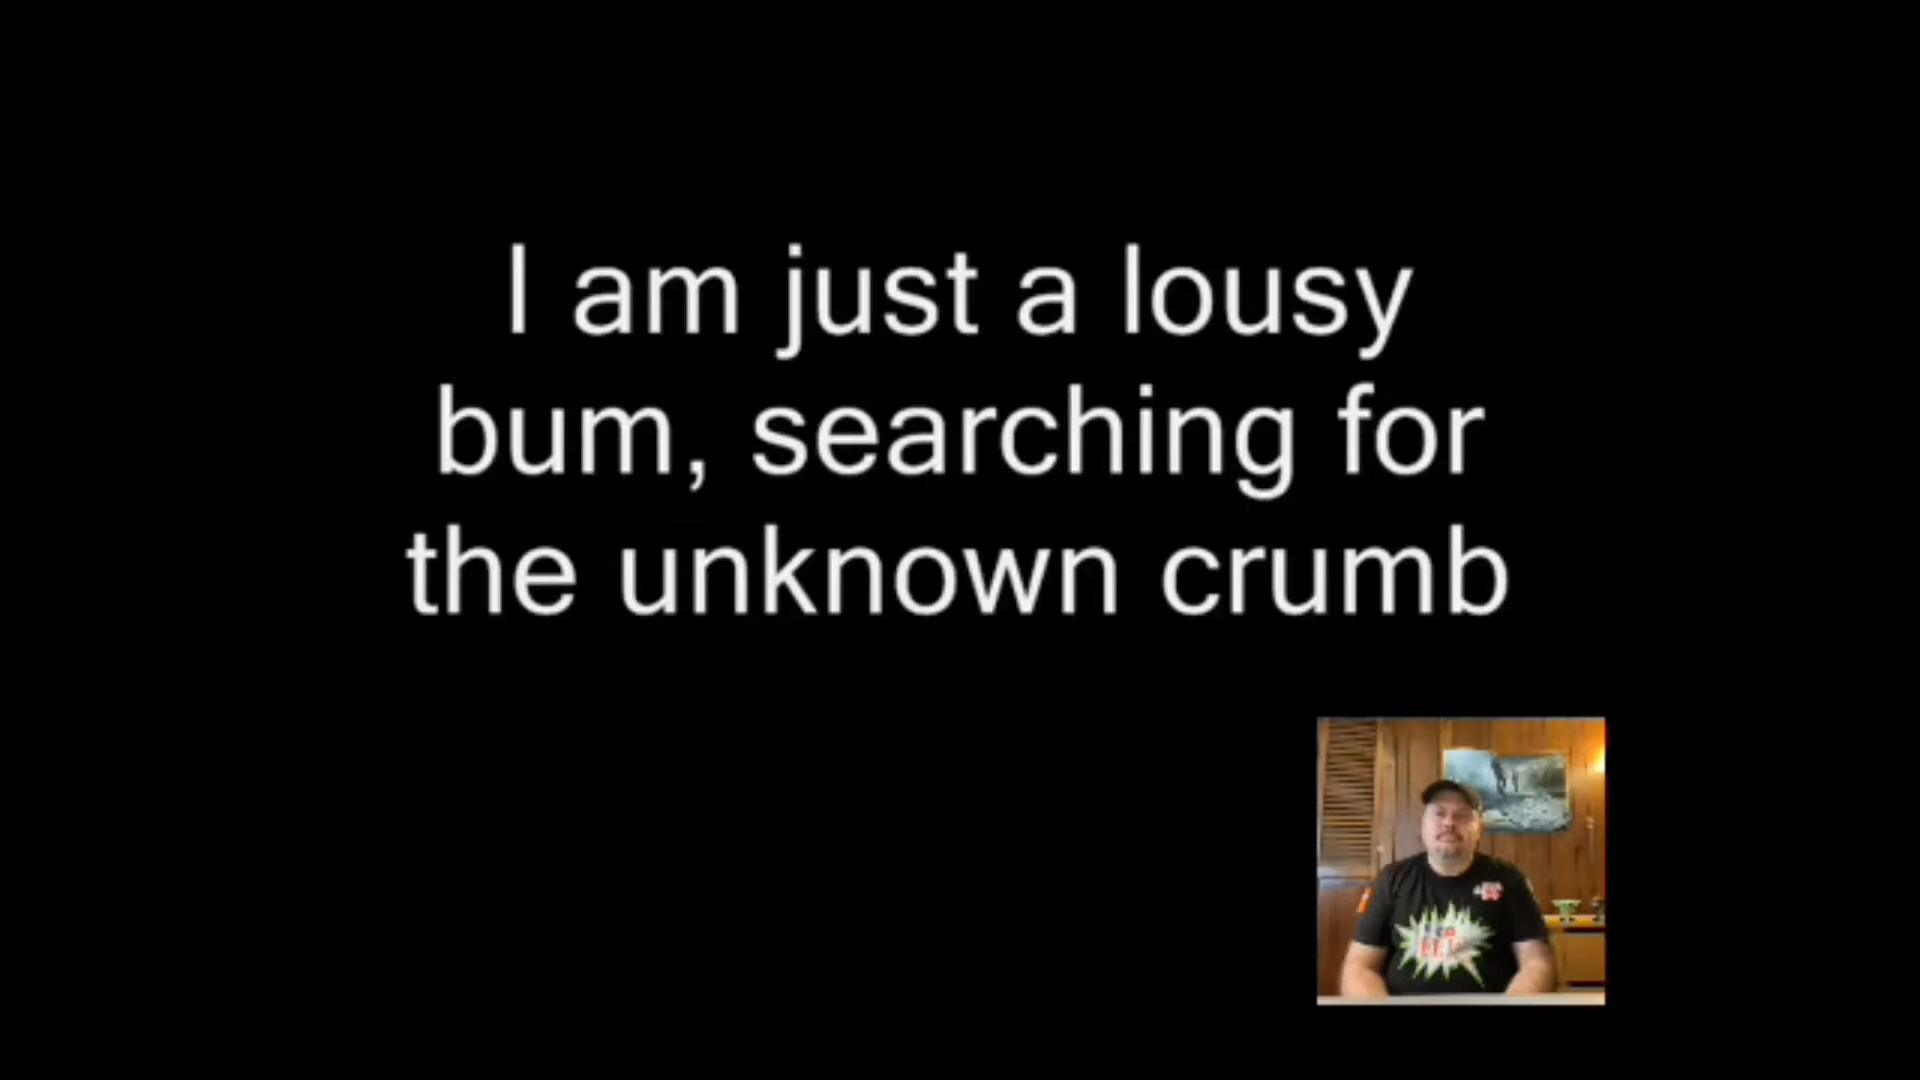 I am just a lousy
bum, searching for
the unknown crumb